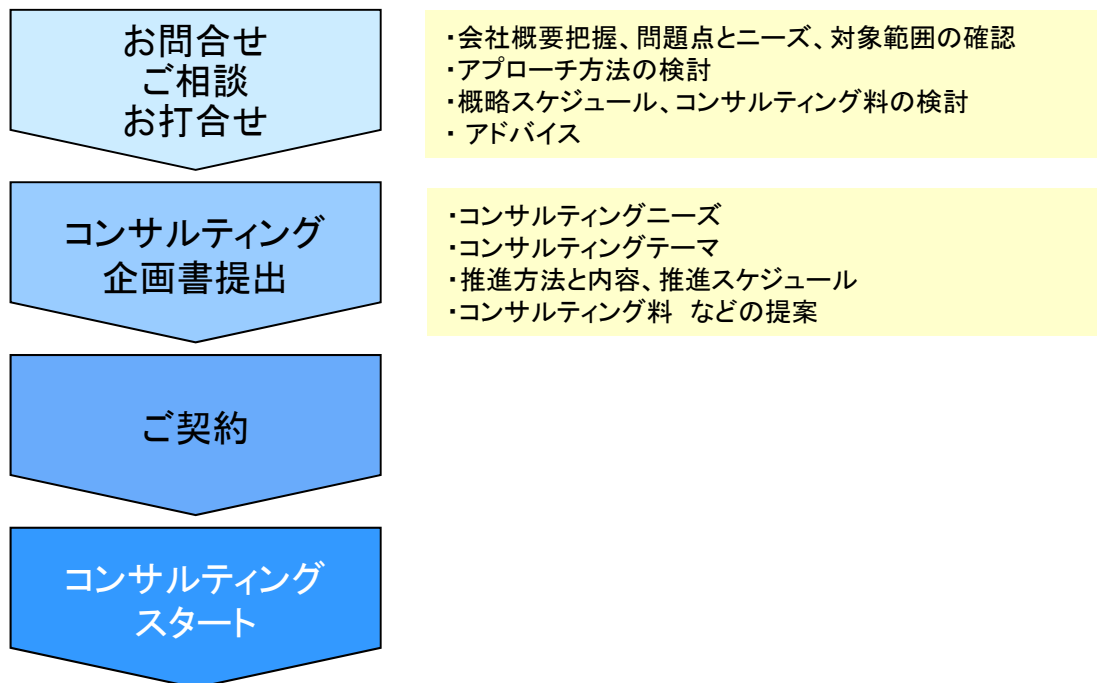 お問合せ
ご相談
お打合せ
・会社概要把握、問題点とニーズ、対象範囲の確認
・アプローチ方法の検討
・概略スケジュール、コンサルティング料の検討
・ アドバイス
コンサルティング
企画書提出
・コンサルティングニーズ
・コンサルティングテーマ
・推進方法と内容、推進スケジュール
・コンサルティング料　などの提案
ご契約
コンサルティング
スタート